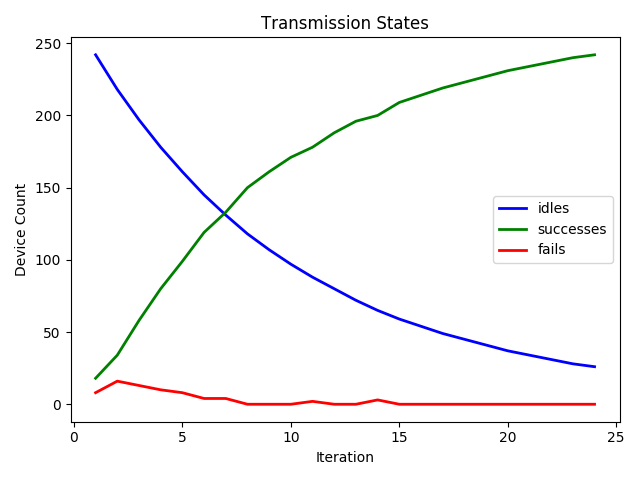 Transmission States
250
200
150
100
50
0
Device Count
idles
successes
fails
0 5 10 15 20 25
Iteration